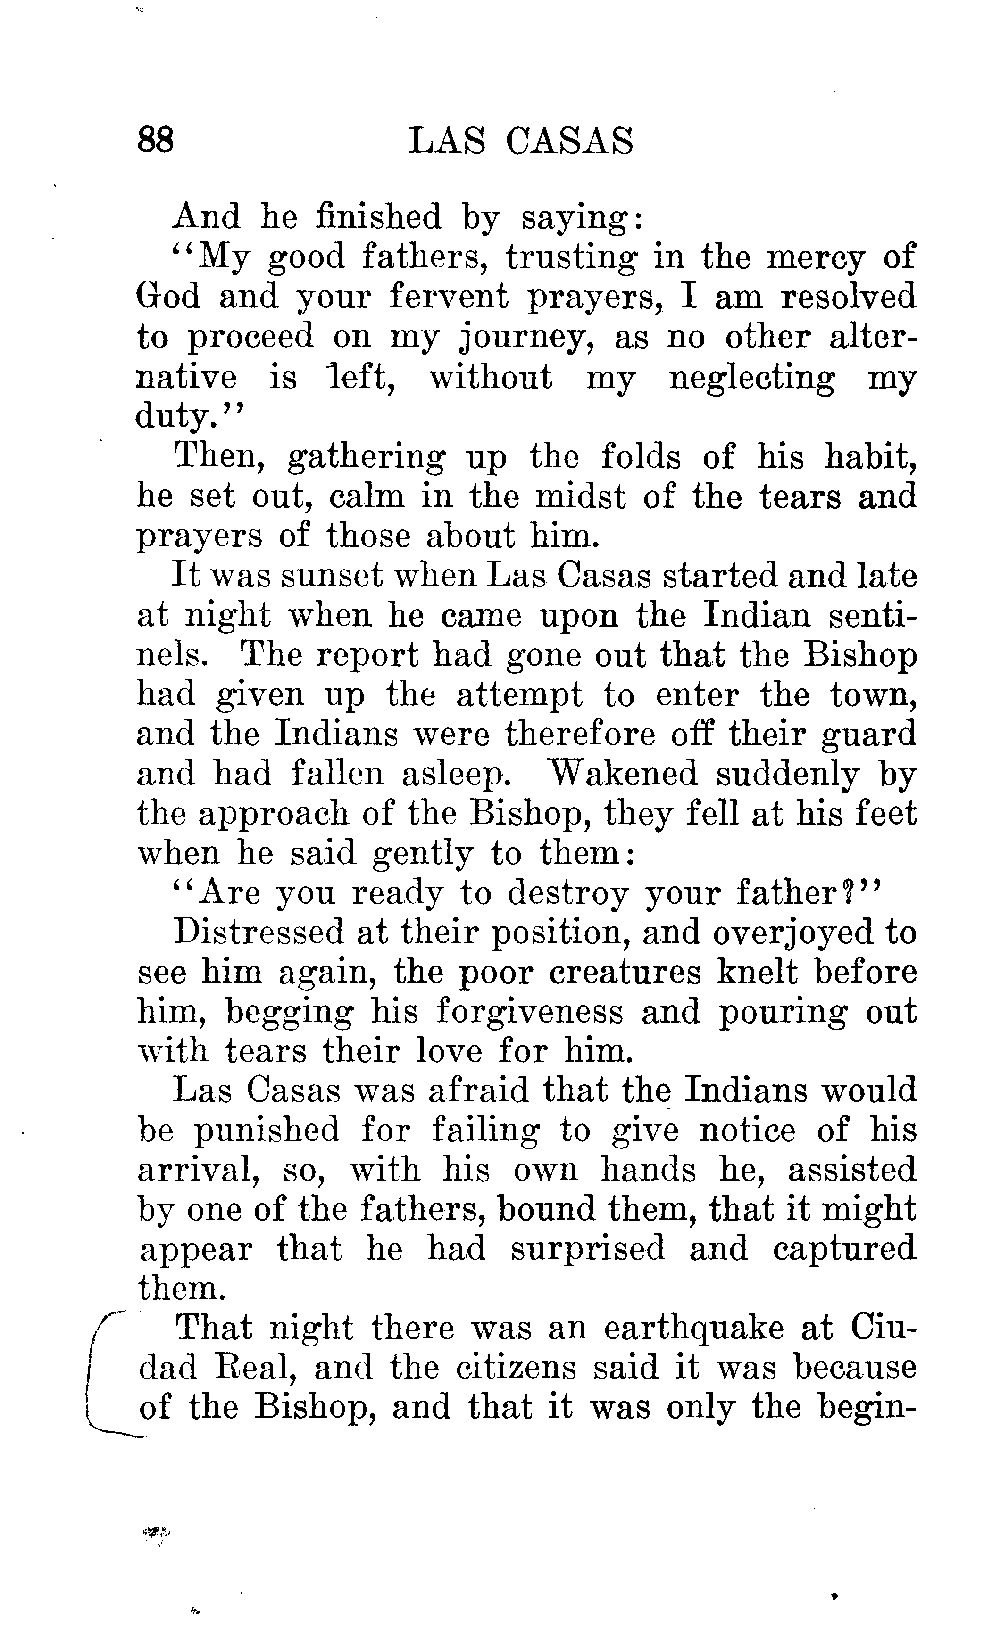 88 LAS CASAS
And he finished by saying:
“My good fathers, trusting in the mercy of
God and your fervent prayers, I am resolved
to proceed on my journey, as no other alter-
native is left, without my neglecting my
duty.”
Then, gathering up the folds of his habit,
he set out, calm in the midst of the tears and
prayers of those about him.
It was sunset when Las Casas started and late
at night when he came upon the Indian senti-
nels. The report had gone out that the Bishop
had given up the attempt to enter the town,
and the Indians were therefore off their guard
and had fallen asleep. Wakened suddenly by
the approach of the Bishop, they fell at his feet
when he said gently to them:
“Are you ready to destroy your father?”
Distressed at their position, and overjoyed to
see him again, the poor creatures knelt before
him, begging his forgiveness and pouring out
with tears their love for him.
Las Casas was afraid that the Indians would
be punished for failing to give notice of his
arrival, so, with his own hands he, assisted
by one of the fathers, bound them, that it might
appear that he had surprised and captured
them.
That night there was an earthquake at Ciu-
dad Real, and the citizens said it was because
of the Bishop, and that it was only the begin-